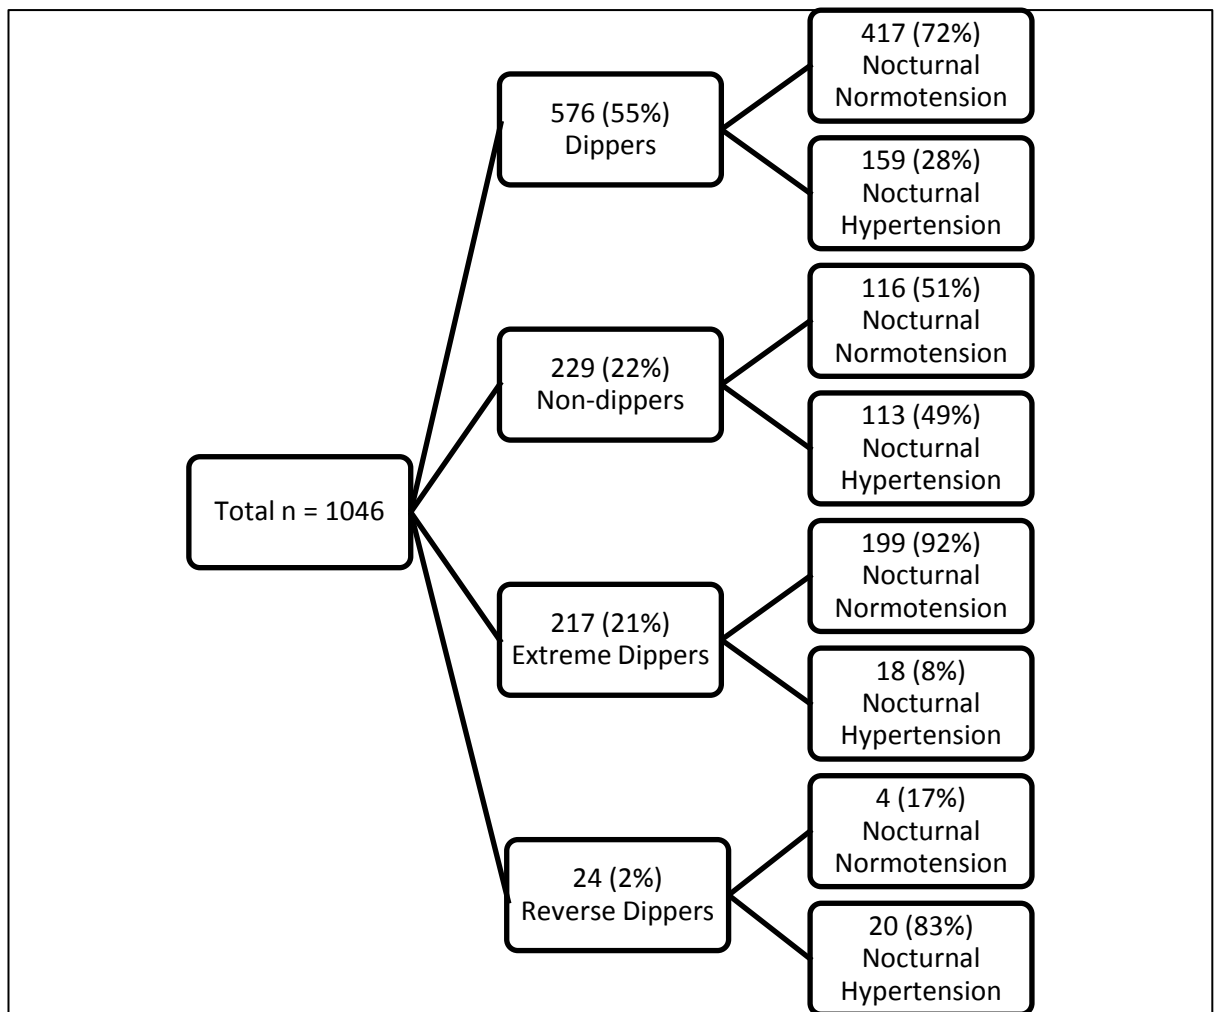 Total n = 1046
576 (55%)
Dippers
417 (72%)
Nocturnal
Normotension
159 (28%)
Nocturnal
Hypertension
229 (22%)
Non-dippers
116 (51%)
Nocturnal
Normotension
113 (49%)
Nocturnal
Hypertension
217 (21%)
Extreme Dippers
199 (92%)
Nocturnal
Normotension
18 (8%)
Nocturnal
Hypertension
24 (2%)
Reverse Dippers
4 (17%)
Nocturnal
Normotension
20 (83%)
Nocturnal
Hypertension